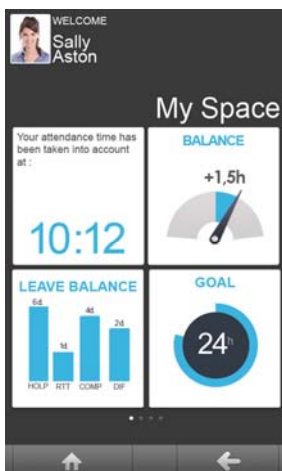 WELCOME
Sally
Aston
My Space
Your attendance time has
been taken into account
at :
10:12
BALANCE
+1,5h
LEAVE BALANCE
6d
1d
4d
2d
HOLP RTT COMP DIF
GOAL
24h